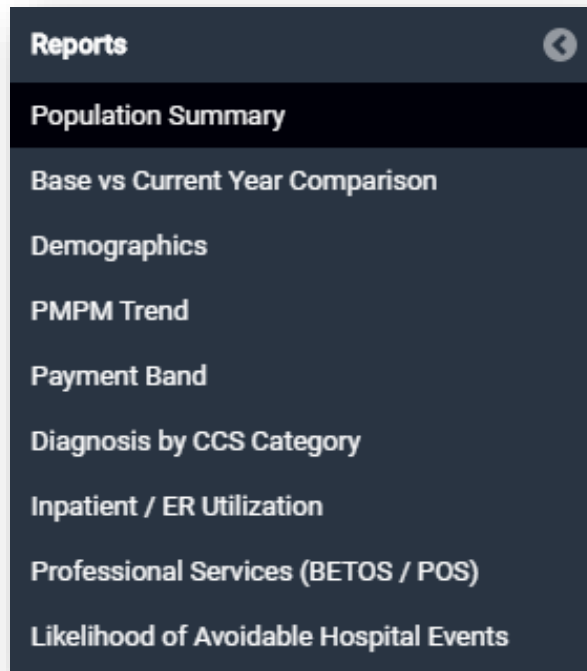 Reports
Population Summary
Base vs Current Year Comparison
Demographics
PMPM Trend
Payment Band
Diagnosis by CCS Category
Inpatient / ER Utilization
Professional Services (BETOS / POS)
Likelihood of Avoidable Hospital Events